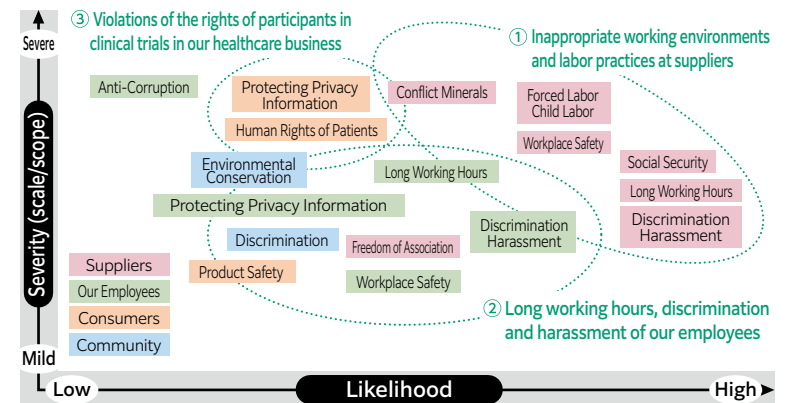 ③ Violations of the rights of participants in
clinical trials in our healthcare business
① Inappropriate working environments
and labor practices at suppliers
Severe
Anti-Corruption
Protecting Privacy
Information
Conflict Minerals
Forced Labor
Child Labor
Human Rights of Patients
Workplace Safety
Environmental
Conservation
Long Working Hours
Social Security
Long Working Hours
Protecting Privacy Information
Discrimination
Harassment
Discrimination
Harassment
Discrimination
Freedom of Association
Product Safety
Workplace Safety
Severity (scale/scope)
Suppliers
Our Employees
Consumers
Community
② Long working hours, discrimination
and harassment of our employees
Mild
Low
Likelihood
High